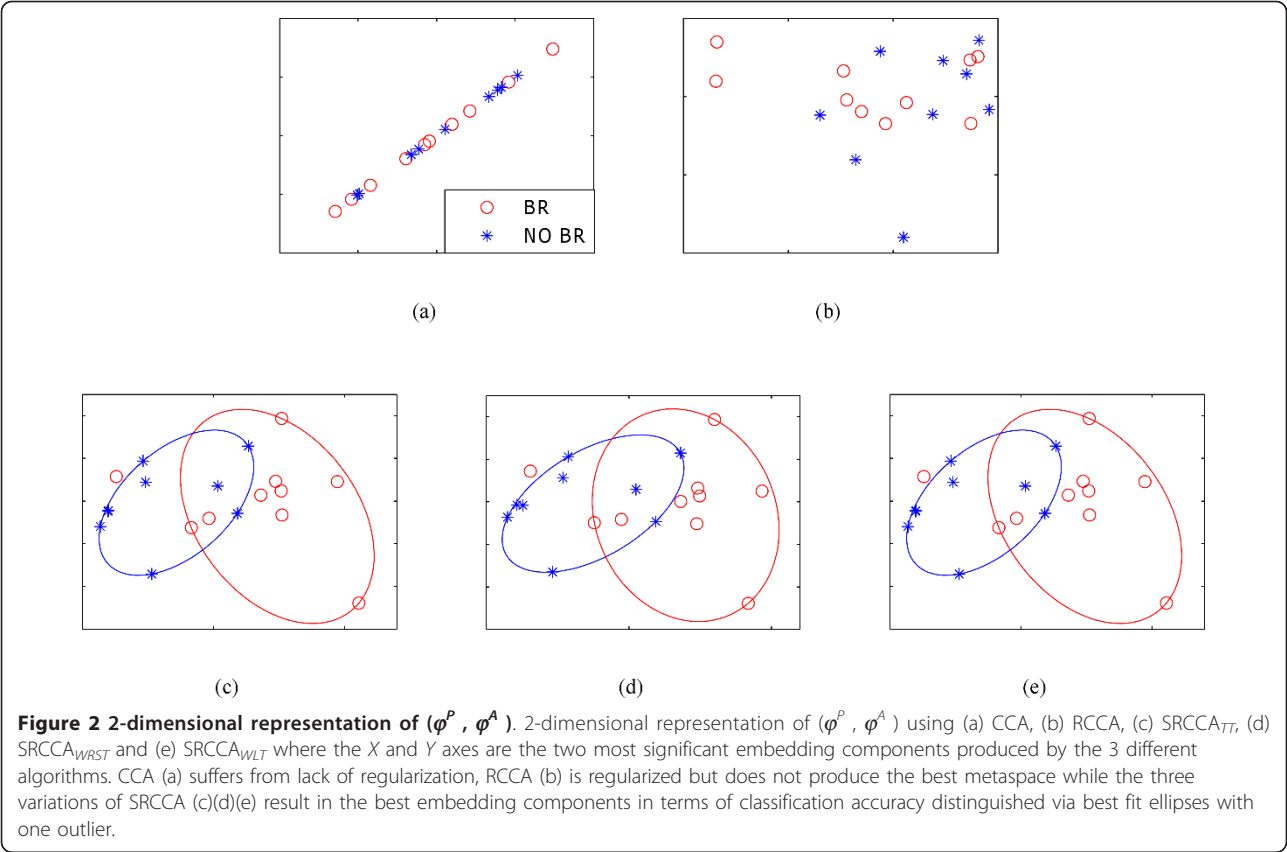 BR
NO BR
(a)
(b)
(c)
(d)
(e)
Figure 2 2-dimensional representation of (φP , φA ). 2-dimensional representation of (φP , φA ) using (a) CCA, (b) RCCA, (c) SRCCATT, (d)
SRCCAWRST and (e) SRCCAWLT where the X and Y axes are the two most significant embedding components produced by the 3 different
algorithms. CCA (a) suffers from lack of regularization, RCCA (b) is regularized but does not produce the best metaspace while the three
variations of SRCCA (c)(d)(e) result in the best embedding components in terms of classification accuracy distinguished via best fit ellipses with
one outlier.